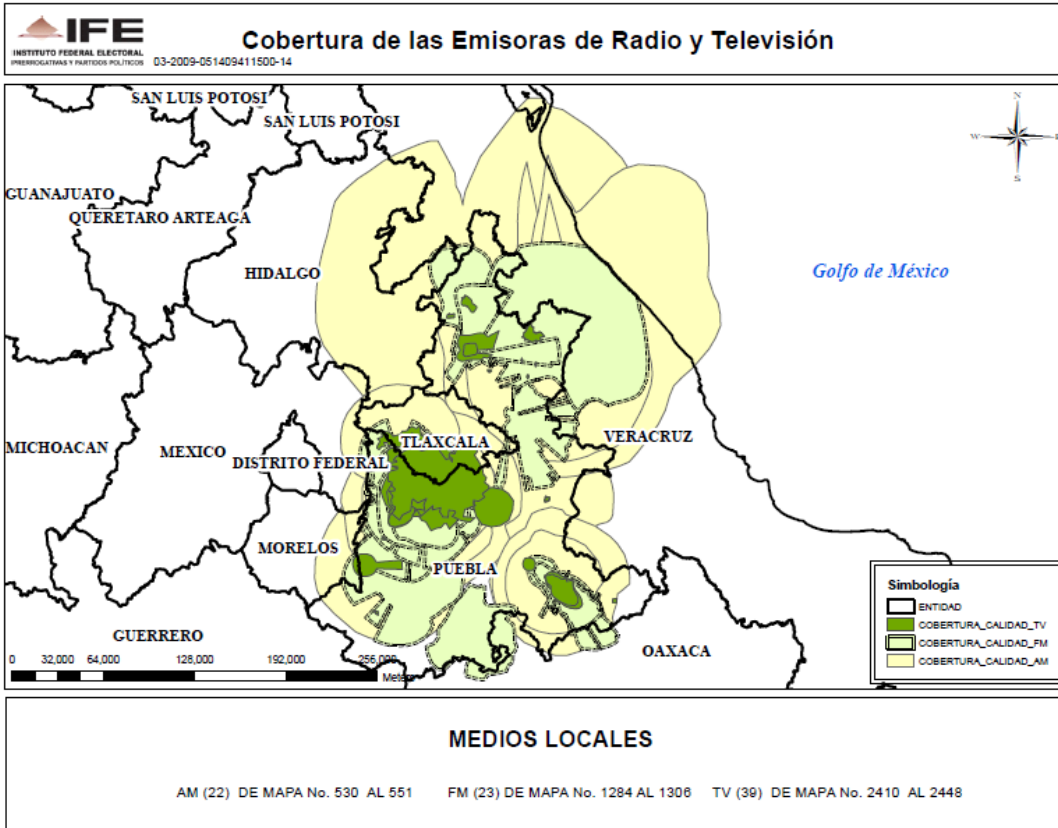 IFE
INSTITUTO FEDERAL ELECTORAL
PRERROGATIVAS Y PARTIDOS POLÍTICOS
03-2009-051409411500-14
Cobertura de las Emisoras de Radio y Televisión
SAN LUIS POTOSI
SAN LUIS POTOSI
N
W
E
S
GUANAJUATO
QUERETARO ARTEAGA
HIDALGO
Golfo de México
MICHOACAN
MEXICO
DISTRITO FEDERAL
TLAXCALA
VERACRUZ
MORELOS
PUEBLA
GUERRERO
OAXACA
0 32,000 64,000 128,000 192,000 256,000
Meters
Simbología
ENTIDAD
COBERTURA_CALIDAD_TV
COBERTURA_CALIDAD_FM
COBERTURA_CALIDAD_AM
MEDIOS LOCALES
AM (22) DE MAPA No. 530 AL 551 FM (23) DE MAPA No. 1284 AL 1306 TV (39) DE MAPA No. 2410 AL 2448